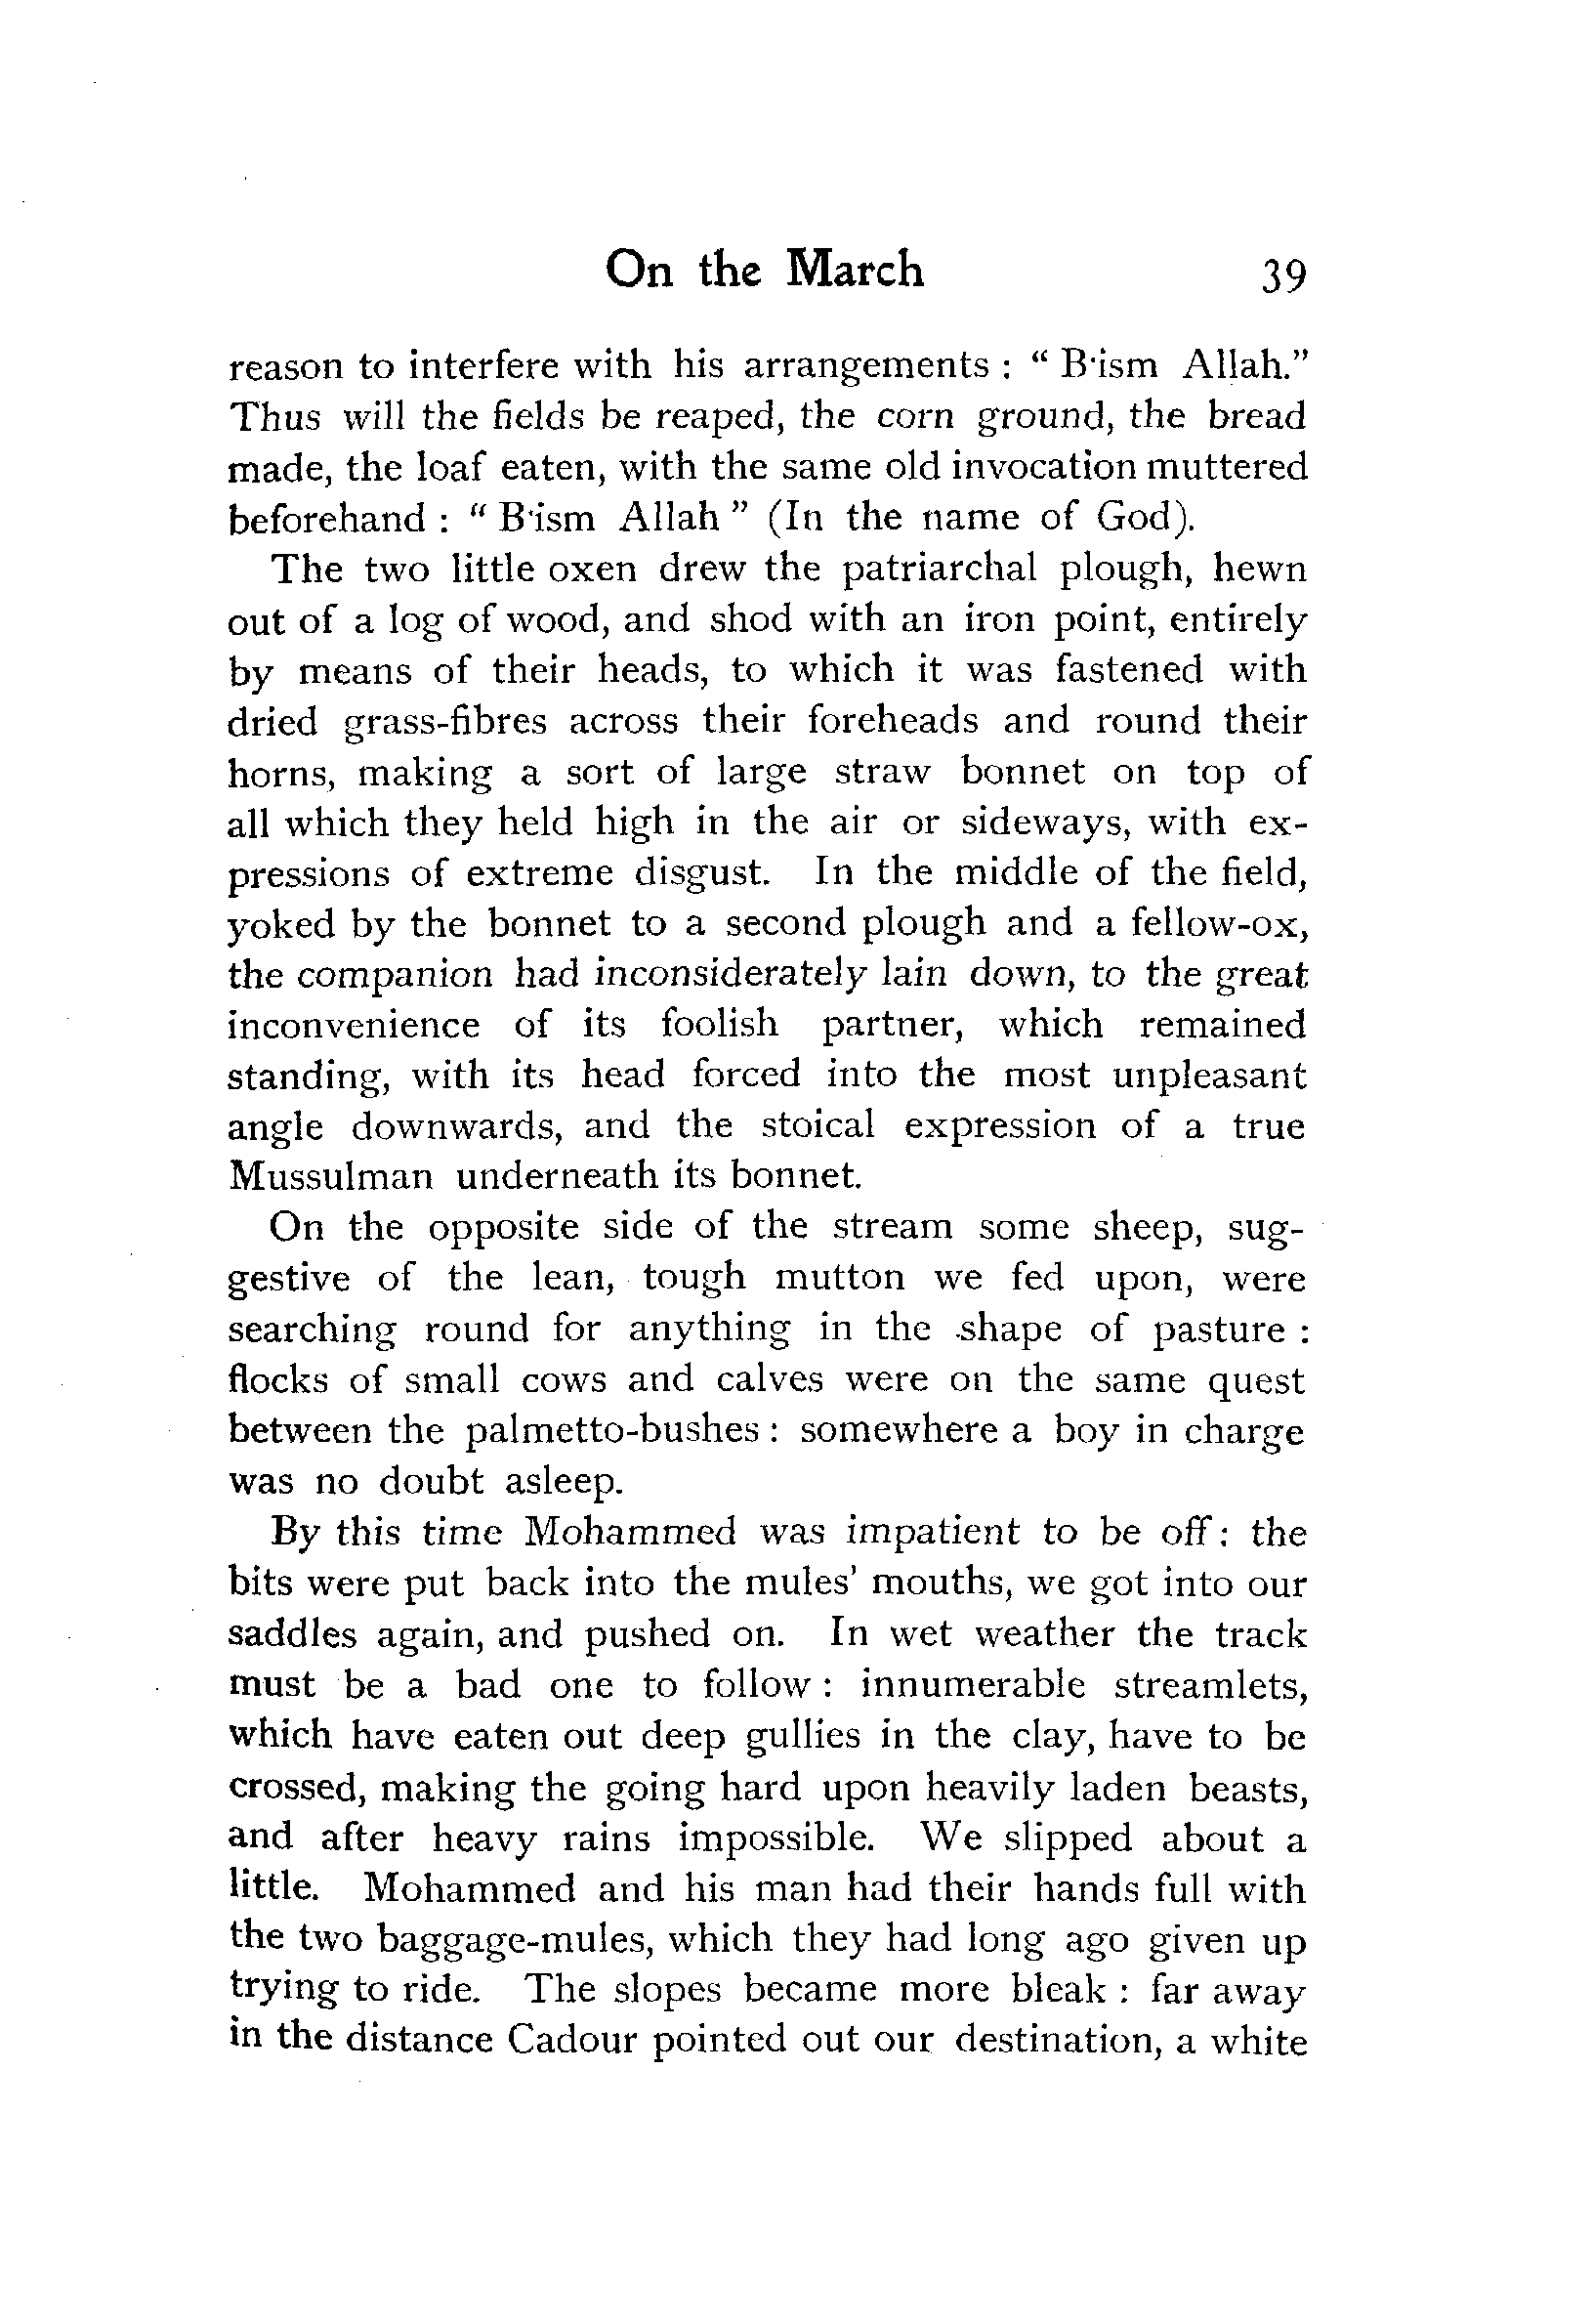 On the March 39
reason to interfere with his arrangements : “ B'ism Allah.”
Thus will the fields be reaped, the corn ground, the bread
made, the loaf eaten, with the same old invocation muttered
beforehand : “ B'ism Allah ” (In the name of God).
The two little oxen drew the patriarchal plough, hewn
out of a log of wood, and shod with an iron point, entirely
by means of their heads, to which it was fastened with
dried grass-fibres across their foreheads and round their
horns, making a sort of large straw bonnet on top of
all which they held high in the air or sideways, with ex-
pressions of extreme disgust. In the middle of the field,
yoked by the bonnet to a second plough and a fellow-ox,
the companion had inconsiderately lain down, to the great
inconvenience of its foolish partner, which remained
standing, with its head forced into the most unpleasant
angle downwards, and the stoical expression of a true
Mussulman underneath its bonnet.
On the opposite side of the stream some sheep, sug-
gestive of the lean, tough mutton we fed upon, were
searching round for anything in the shape of pasture :
flocks of small cows and calves were on the same quest
between the palmetto-bushes : somewhere a boy in charge
was no doubt asleep.
By this time Mohammed was impatient to be off : the
bits were put back into the mules' mouths, we got into our
saddles again, and pushed on. In wet weather the track
must be a bad one to follow : innumerable streamlets,
which have eaten out deep gullies in the clay, have to be
crossed, making the going hard upon heavily laden beasts,
and after heavy rains impossible. We slipped about a
little. Mohammed and his man had their hands full with
the two baggage-mules, which they had long ago given up
trying to ride. The slopes became more bleak : far away
in the distance Cadour pointed out our destination, a white